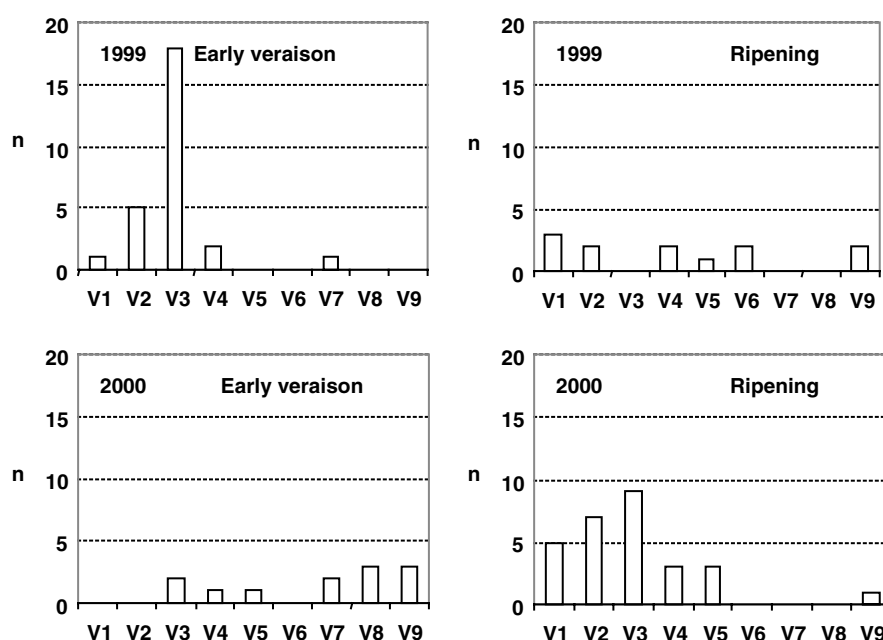 20
1999 Early veraison
15
n
10
5
0
V1 V2 V3 V4 V5 V6 V7 V8 V9
20
1999 Ripening
15
n
10
5
0
V1 V2 V3 V4 V5 V6 V7 V8 V9
20
2000 Early veraison
15
n
10
5
0
V1 V2 V3 V4 V5 V6 V7 V8 V9
20
2000 Ripening
15
n
10
5
0
V1 V2 V3 V4 V5 V6 V7 V8 V9